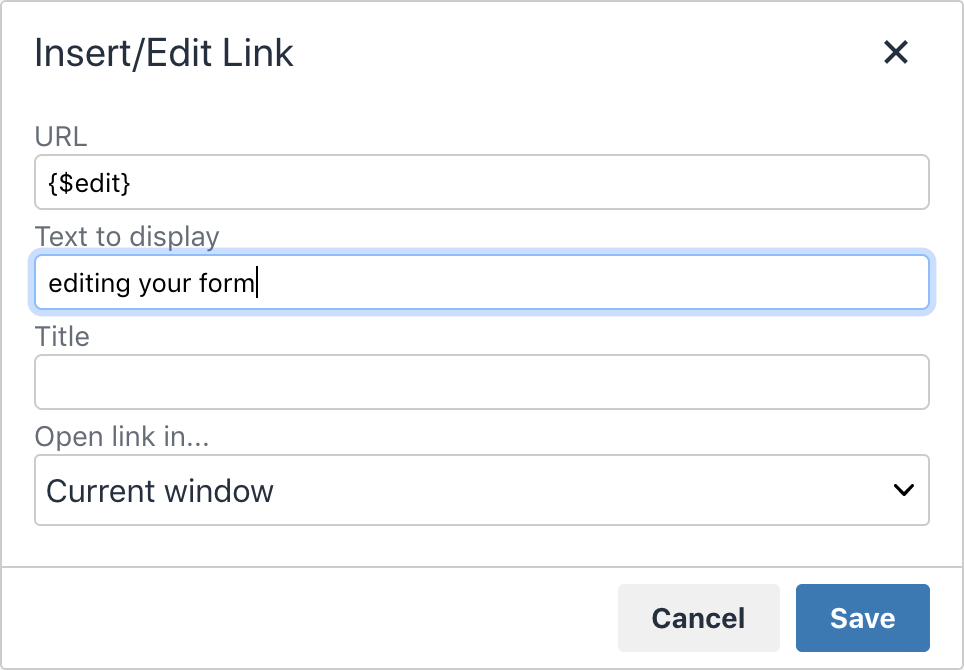 Insert/Edit Link
URL
{$edit}
Text to display
editing your form
Title
Open link in...
Current window
Cancel
Save